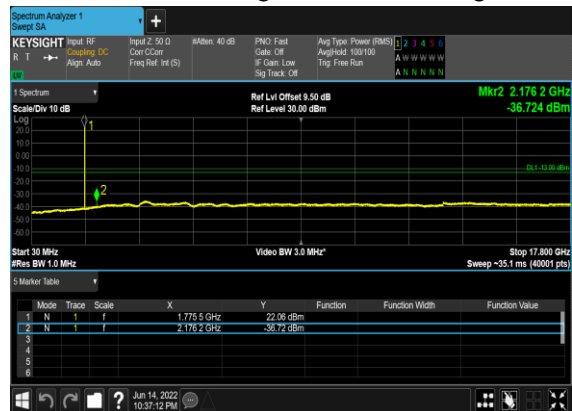 Spectrum Analyzer 1
Swept SA
+
KEYSIGHT Input: RF Input Z: 50 Ω #Atten: 40 dB PNO: Fast Avg Type: Power (RMS) 1 2 3 4 5 6
R T Coupling: DC Corr CCorr Gate: Off Avg|Hold: 100/100 A W W W W W
Align: Auto Freq Ref: Int (S) IF Gain: Low Trig: Free Run
Sig Track: Off A N N N N N
LW
1 Spectrum Ref Lvl Offset 9.50 dB Mkr2 2.176 2 GHz
Scale/Div 10 dB Ref Level 30.00 dBm -36.724 dBm
Log
20.0
10.0
0.00
-10.0
-20.0
-30.0
-40.0
-50.0
-60.0
1
2
DL1 -13.00 dBm
Start 30 MHz Video BW 3.0 MHz* Stop 17.800 GHz
#Res BW 1.0 MHz Sweep ~35.1 ms (40001 pts)
5 Marker Table
Mode Trace Scale X Y Function Function Width Function Value
1 N 1 f 1.775 5 GHz 22.06 dBm
2 N 1 f 2.176 2 GHz -36.72 dBm
3
4
5
6
? Jun 14, 2022
10:37:12 PM